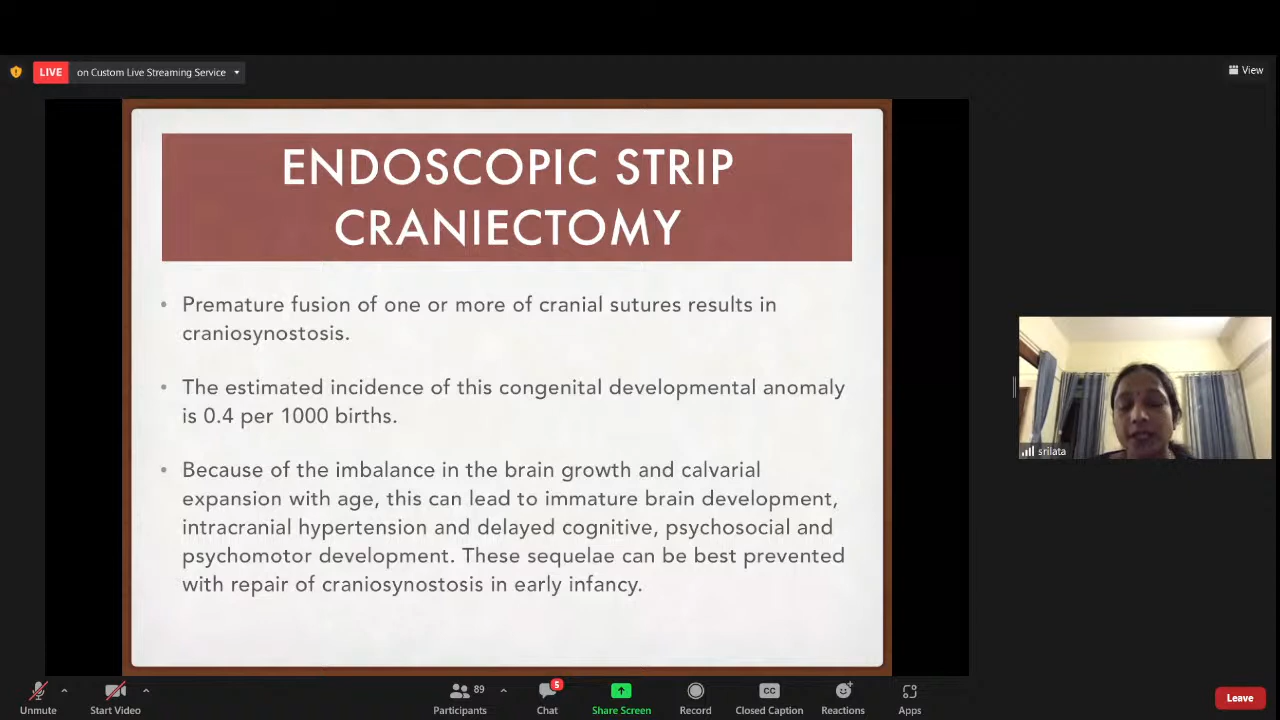 LIVE on Custom Live Streaming Service
View
ENDOSCOPIC STRIP
CRANIECTOMY
• Premature fusion of one or more of cranial sutures results in
craniosynostosis.
• The estimated incidence of this congenital developmental anomaly
is 0.4 per 1000 births.
• Because of the imbalance in the brain growth and calvarial
expansion with age, this can lead to immature brain development,
intracranial hypertension and delayed cognitive, psychosocial and
psychomotor development. These sequelae can be best prevented
with repair of craniosynostosis in early infancy.
srilata
Unmute
Start Video
89
Participants
5
Chat
Share Screen
Record
CC
Closed Caption
Reactions
Apps
Leave